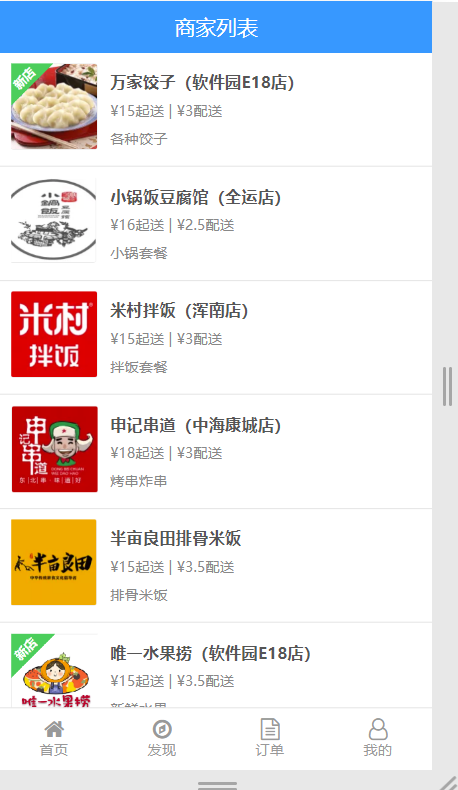 商家列表
新店
万家饺子（软件园E18店）
¥15起送 | ¥3配送
各种饺子
小锅饭豆腐馆（全运店）
¥16起送 | ¥2.5配送
小锅套餐
米村
拌饭
米村拌饭（浑南店）
¥15起送 | ¥3配送
拌饭套餐
申记串道
东北串·味道好
申记串道（中海康城店）
¥18起送 | ¥3配送
烤串炸串
半亩良田
半亩良田排骨米饭
¥15起送 | ¥3.5配送
排骨米饭
新店
唯一水果捞
唯一水果捞（软件园E18店）
¥15起送 | ¥3.5配送
新鲜水果
首页
发现
订单
我的